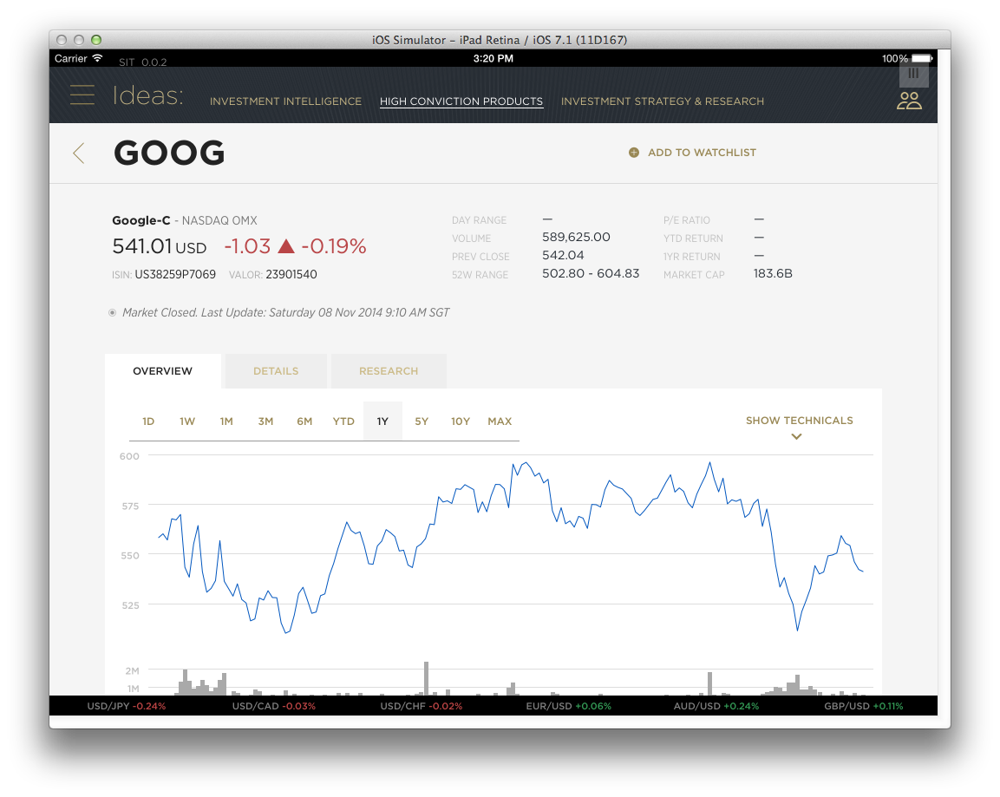 iOS Simulator – iPad Retina / iOS 7.1 (11D167)
Carrier 3:20 PM 100%
SIT 0.0.2
Ideas: INVESTMENT INTELLIGENCE HIGH CONVICTION PRODUCTS INVESTMENT STRATEGY & RESEARCH
GOOG ADD TO WATCHLIST
Google-C - NASDAQ OMX
541.01 USD -1.03 ▲ -0.19%
ISIN: US38259P7069 VALOR: 23901540
DAY RANGE —
VOLUME 589,625.00
PREV CLOSE 542.04
52W RANGE 502.80 - 604.83
P/E RATIO —
YTD RETURN —
1YR RETURN —
MARKET CAP 183.6B
Market Closed. Last Update: Saturday 08 Nov 2014 9:10 AM SGT
OVERVIEW DETAILS RESEARCH
1D 1W 1M 3M 6M YTD 1Y 5Y 10Y MAX SHOW TECHNICALS
600
575
550
525
2M
1M
USD/JPY -0.24% USD/CAD -0.03% USD/CHF -0.02% EUR/USD +0.06% AUD/USD +0.24% GBP/USD +0.11%